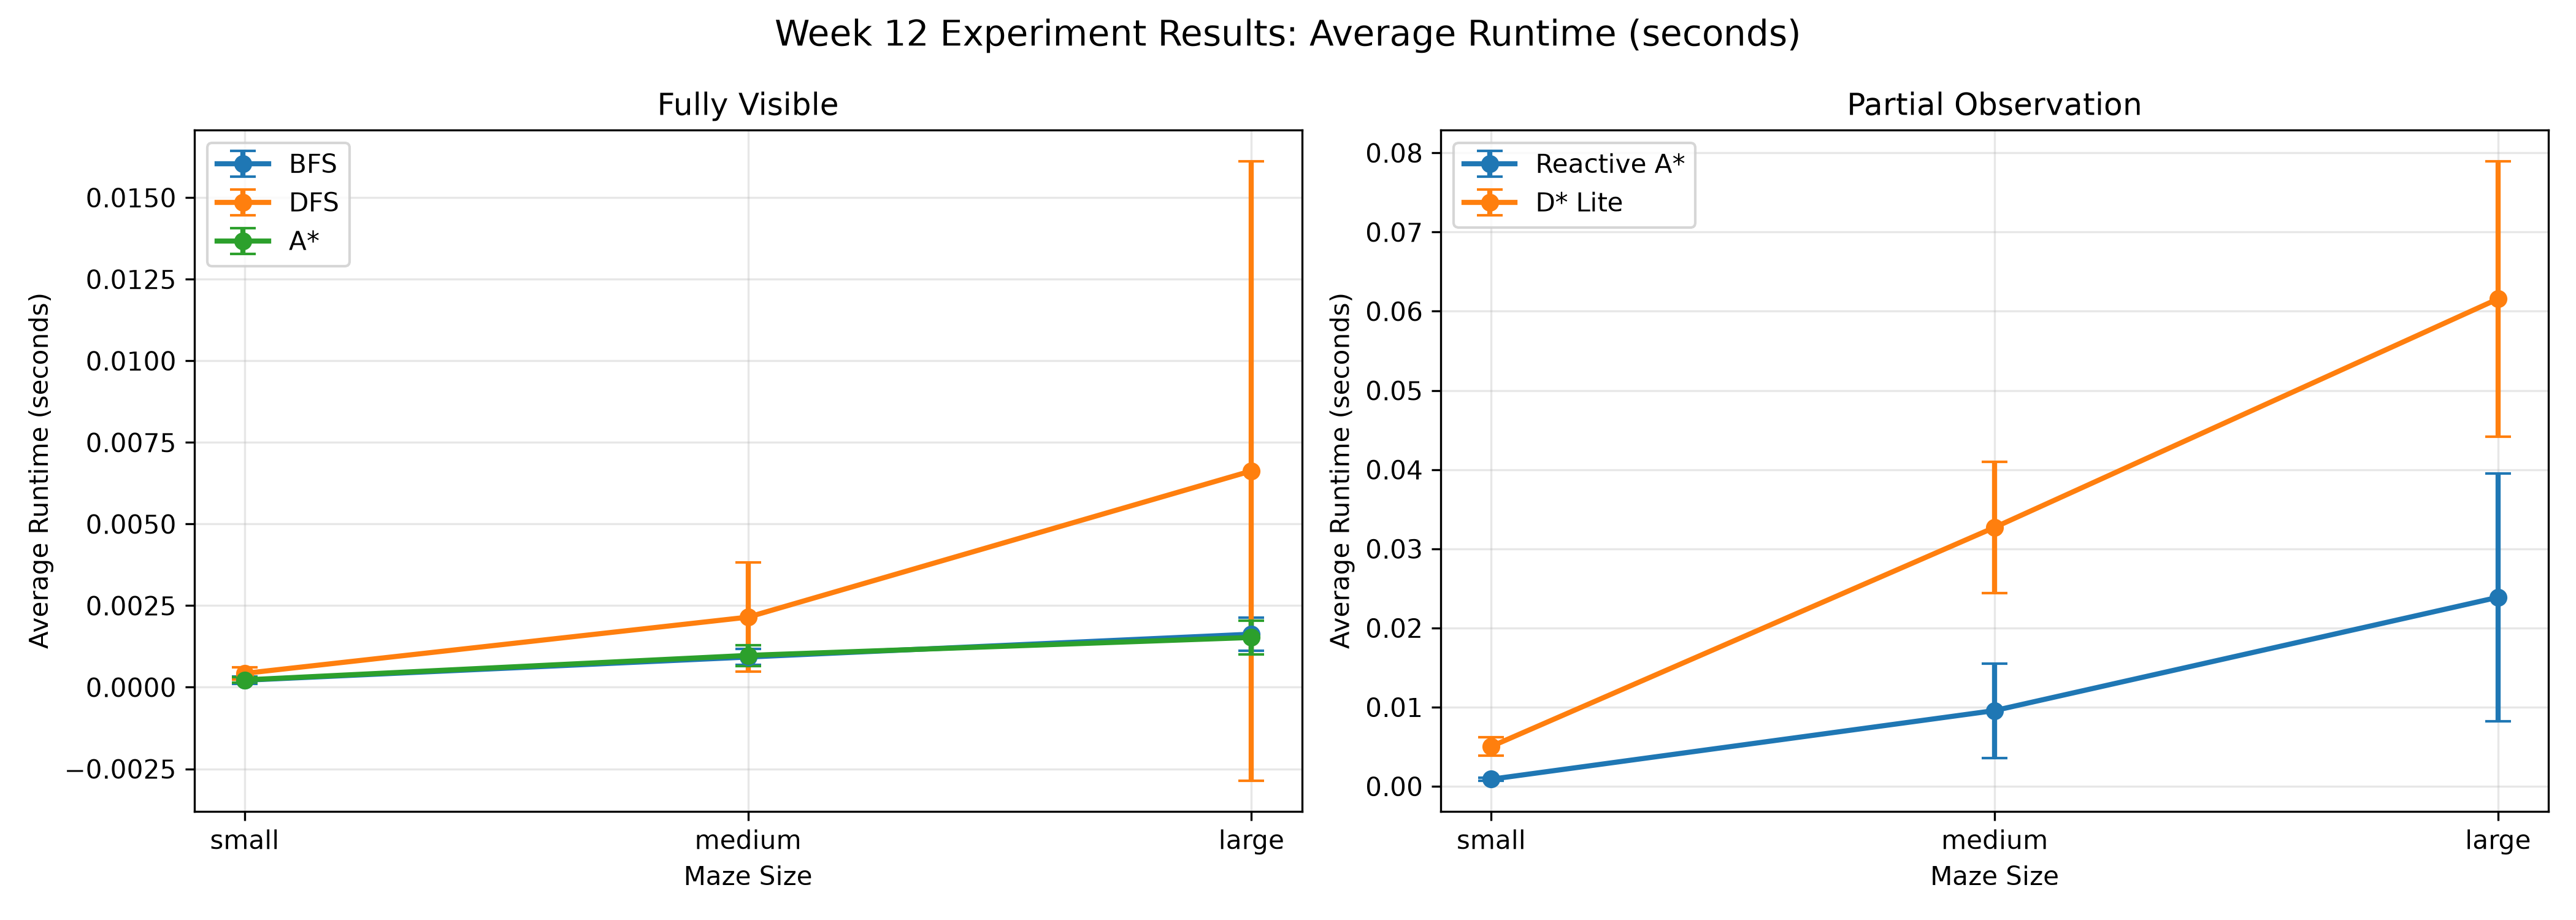 Week 12 Experiment Results: Average Runtime (seconds)
Fully Visible
BFS
DFS
A*
0.0150
0.0125
0.0100
0.0075
0.0050
0.0025
0.0000
−0.0025
Average Runtime (seconds)
small
medium
large
Maze Size
Partial Observation
Reactive A*
D* Lite
0.08
0.07
0.06
0.05
0.04
0.03
0.02
0.01
0.00
Average Runtime (seconds)
small
medium
large
Maze Size